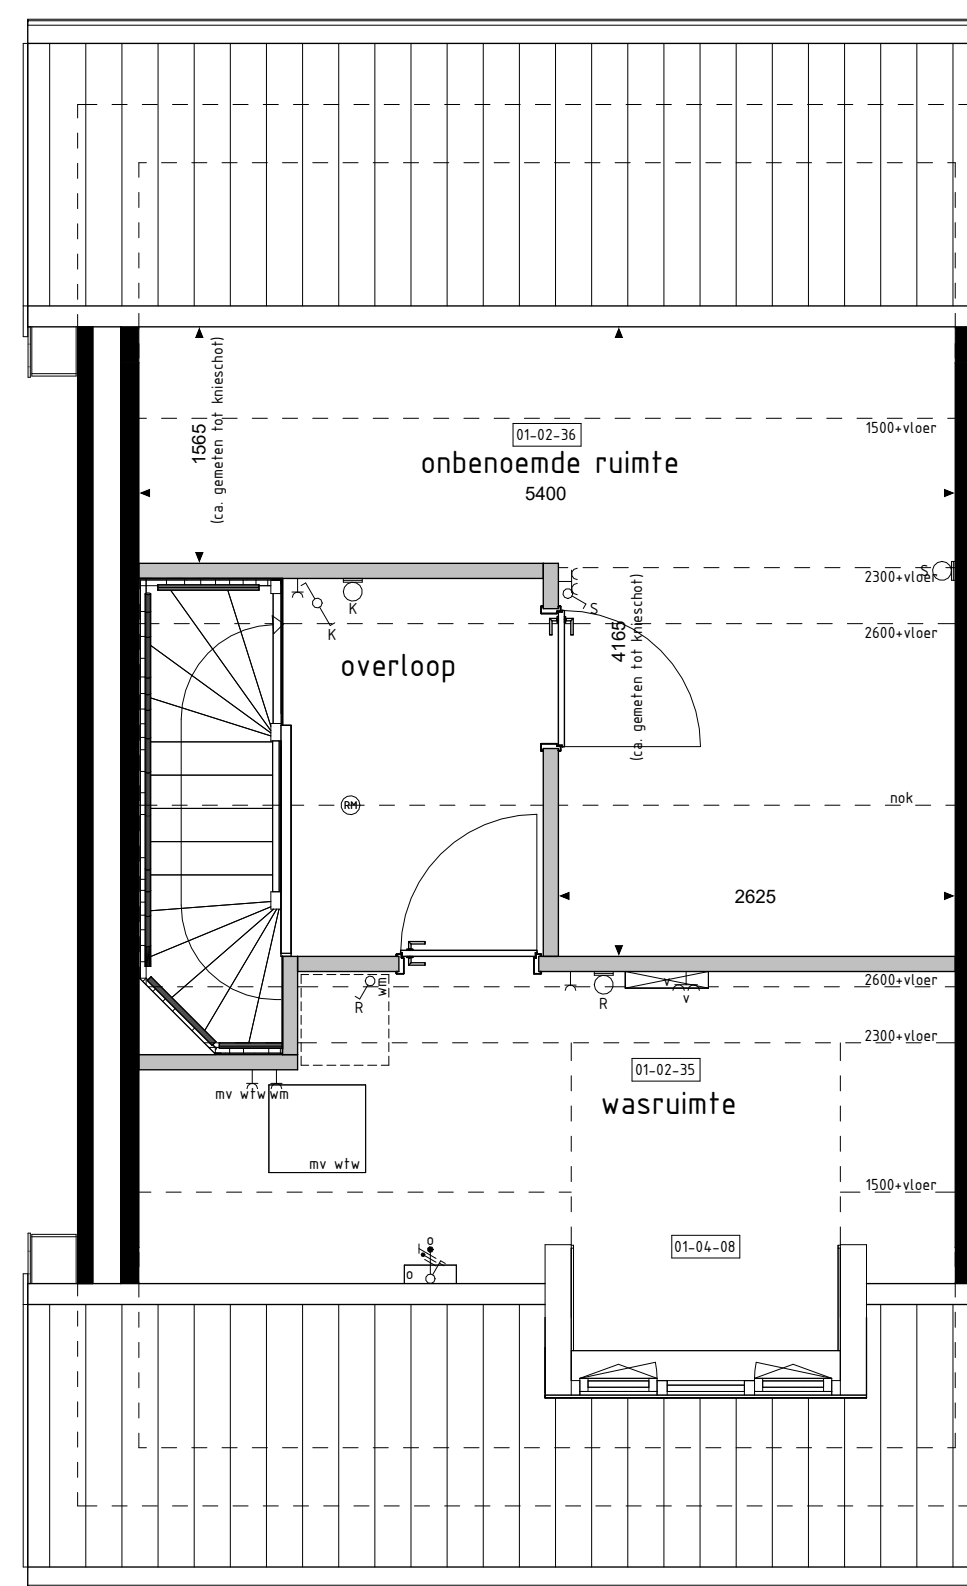 1500+vloer
01-02-36
onbenoemde ruimte
5400
1565
(ca. gemeten tot knieschot)
S
2300+vloer
K
K
S
2600+vloer
overloop
4165
(ca. gemeten tot knieschot)
RM
nok
2625
wm
R
R
v
v
2600+vloer
2300+vloer
01-02-35
wasruimte
mv wtw
wm
mv wtw
1500+vloer
01-04-08
o
o